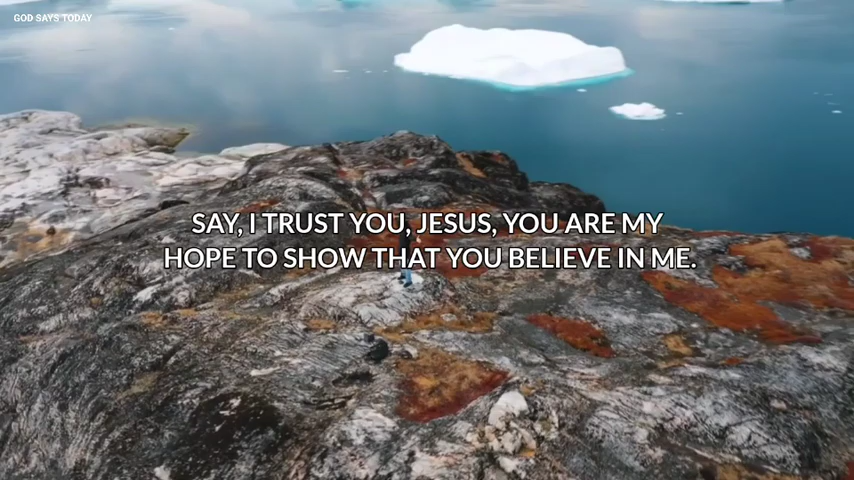 GOD SAYS TODAY
SAY, I TRUST YOU, JESUS, YOU ARE MY
HOPE TO SHOW THAT YOU BELIEVE IN ME.